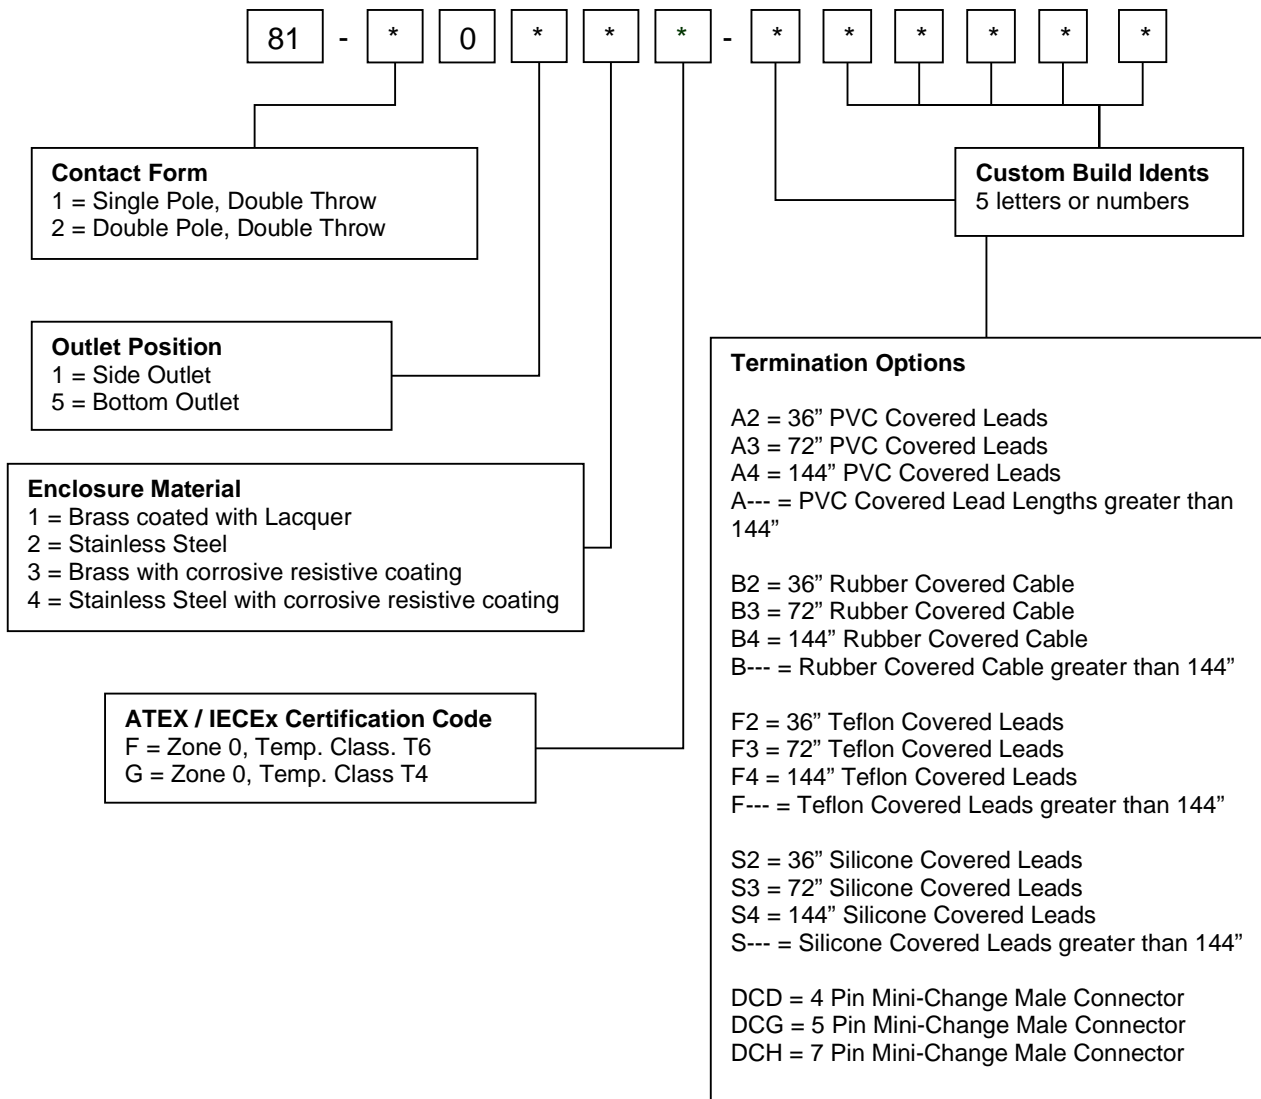 81 - * 0 * * * - * * * * * *
Contact Form
1 = Single Pole, Double Throw
2 = Double Pole, Double Throw
Custom Build Idents
5 letters or numbers
Outlet Position
1 = Side Outlet
5 = Bottom Outlet
Enclosure Material
1 = Brass coated with Lacquer
2 = Stainless Steel
3 = Brass with corrosive resistive coating
4 = Stainless Steel with corrosive resistive coating
ATEX / IECEx Certification Code
F = Zone 0, Temp. Class. T6
G = Zone 0, Temp. Class T4
Termination Options
A2 = 36” PVC Covered Leads
A3 = 72” PVC Covered Leads
A4 = 144” PVC Covered Leads
A--- = PVC Covered Lead Lengths greater than
144”
B2 = 36” Rubber Covered Cable
B3 = 72” Rubber Covered Cable
B4 = 144” Rubber Covered Cable
B--- = Rubber Covered Cable greater than 144”
F2 = 36” Teflon Covered Leads
F3 = 72” Teflon Covered Leads
F4 = 144” Teflon Covered Leads
F--- = Teflon Covered Leads greater than 144”
S2 = 36” Silicone Covered Leads
S3 = 72” Silicone Covered Leads
S4 = 144” Silicone Covered Leads
S--- = Silicone Covered Leads greater than 144”
DCD = 4 Pin Mini-Change Male Connector
DCG = 5 Pin Mini-Change Male Connector
DCH = 7 Pin Mini-Change Male Connector